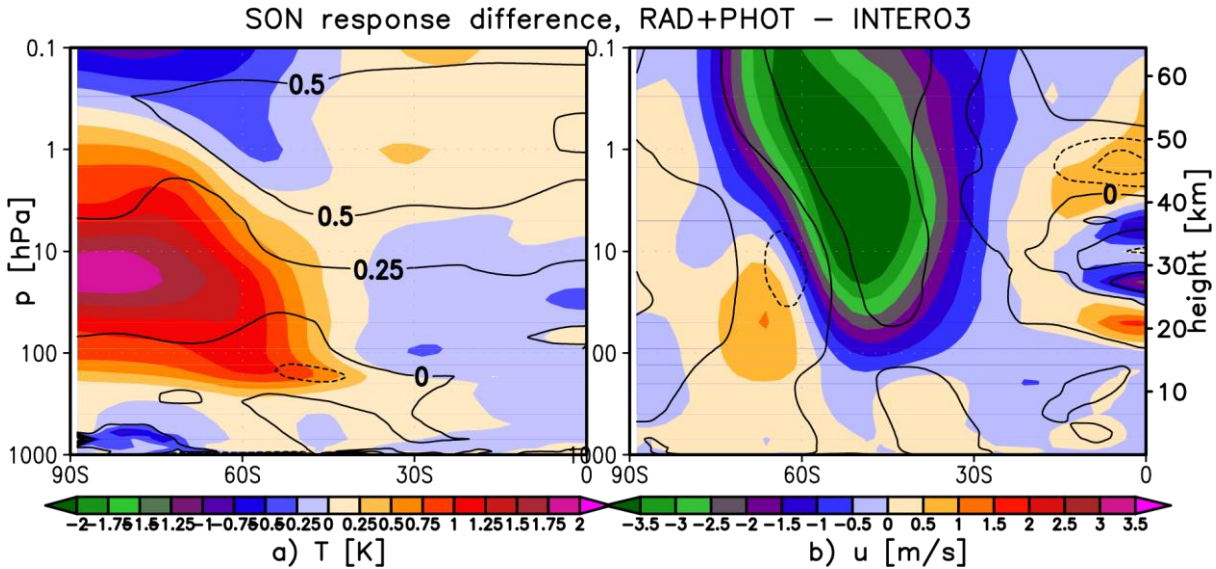 SON response difference, RAD+PHOT – INTERO3
0.1
1
10
100
1000
p [hPa]
90S 60S 30S 0
0.5
0.5
0.25
0
-2 -1.75 -1.5 -1.25 -1 -0.75 -0.5 -0.25 0 0.25 0.5 0.75 1 1.25 1.5 1.75 2
a) T [K]
0.1
1
10
100
1000
90S 60S 30S 0
0
60
50
40
30
20
10
height [km]
-3.5 -3 -2.5 -2 -1.5 -1 -0.5 0 0.5 1 1.5 2 2.5 3 3.5
b) u [m/s]